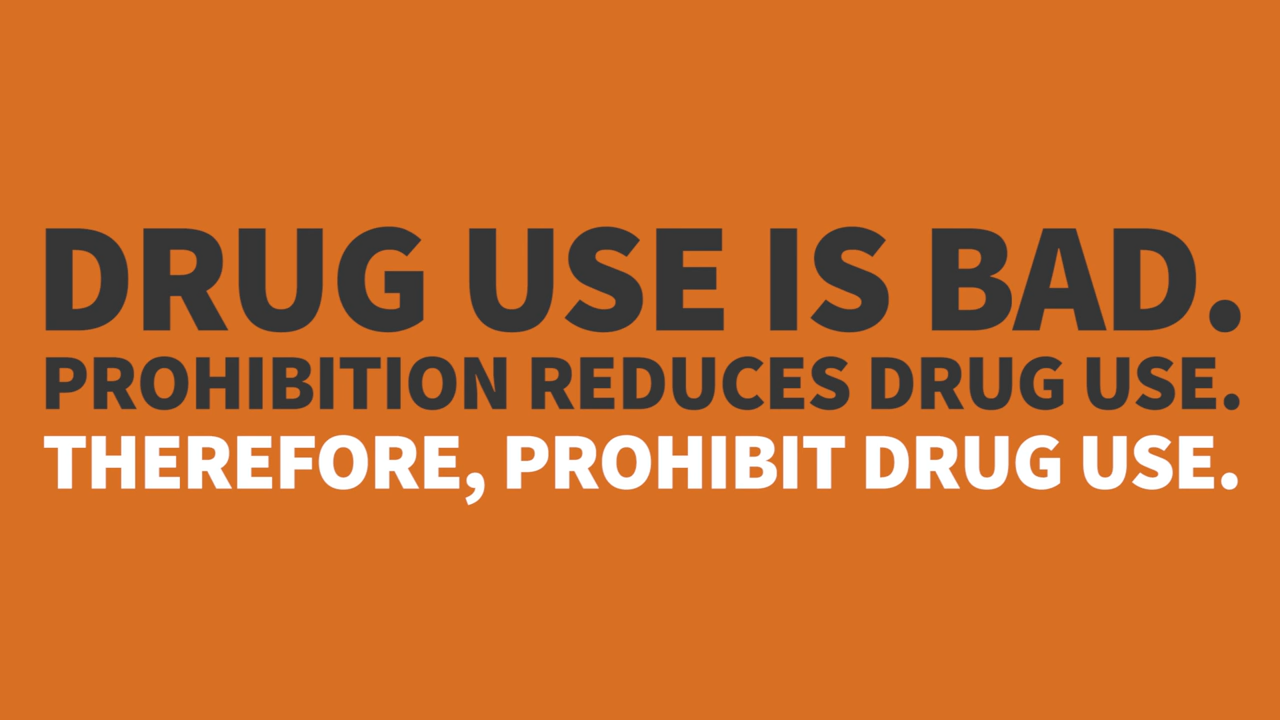 DRUG USE IS BAD.
PROHIBITION REDUCES DRUG USE.
THEREFORE, PROHIBIT DRUG USE.